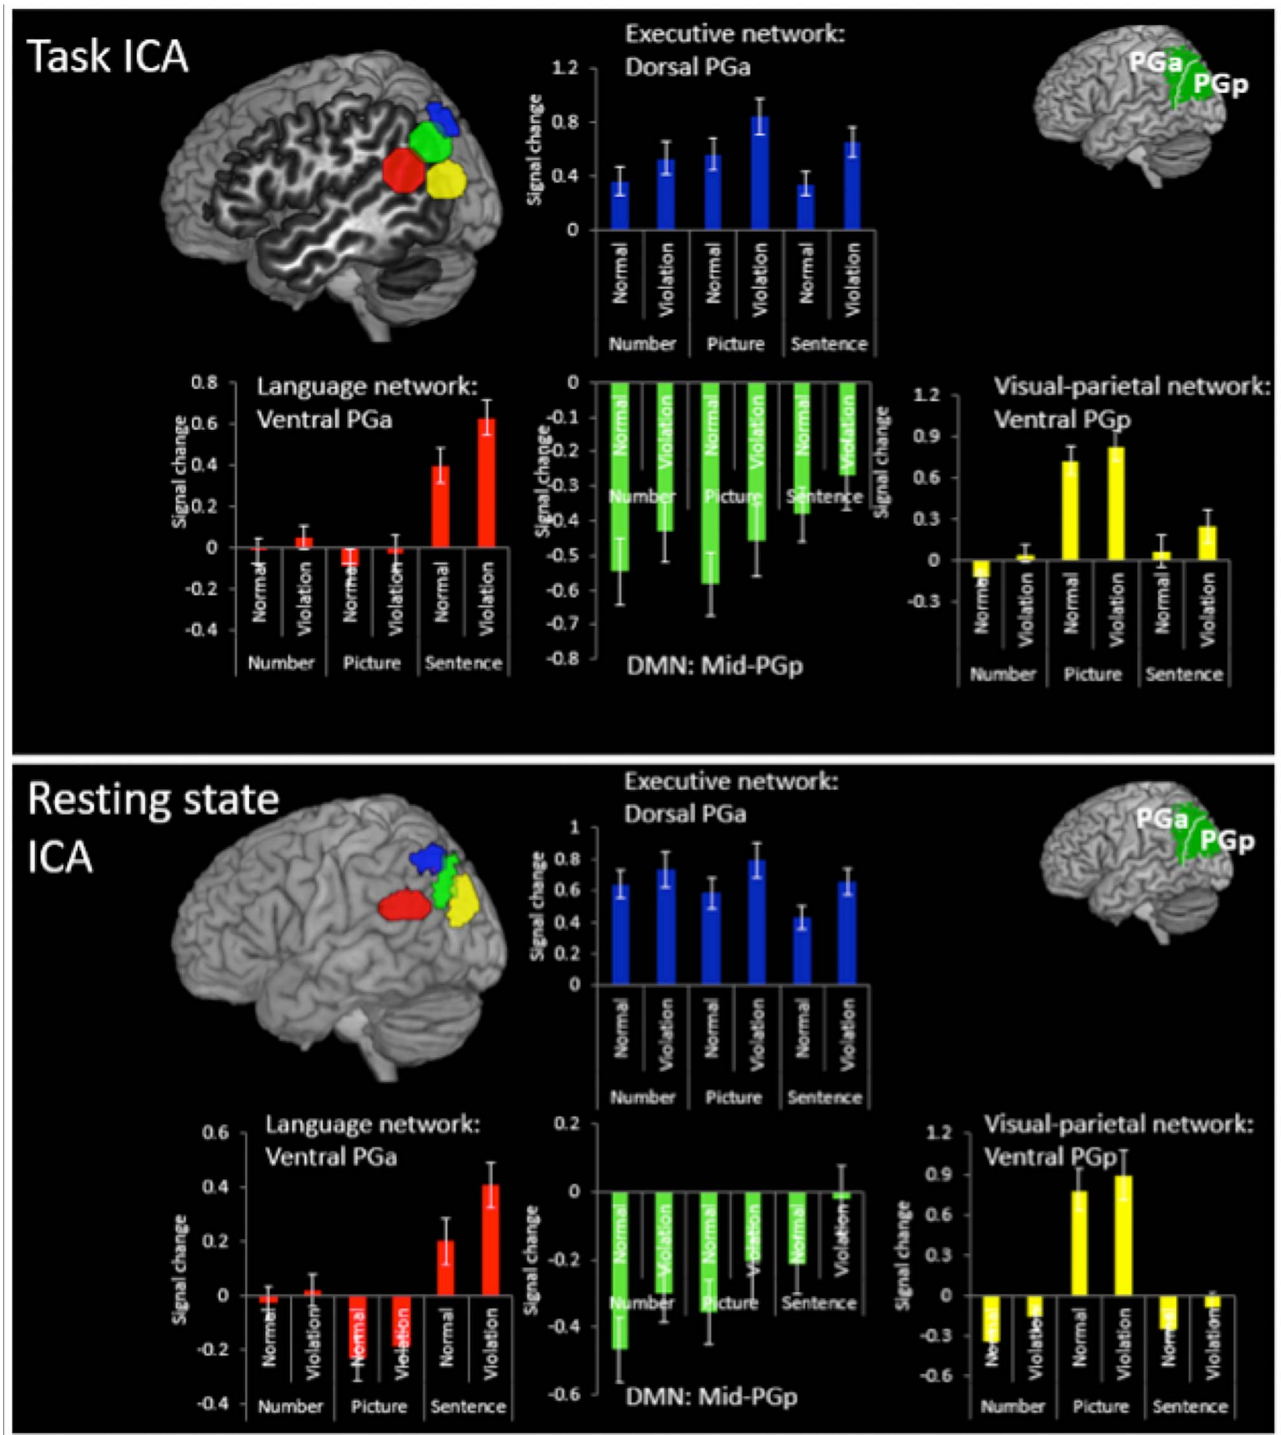 Task ICA
Executive network:
Dorsal PGa
PGa
PGp
Signal change
1.2
0.8
0.4
0
Normal
Violation
Normal
Violation
Normal
Violation
Number
Picture
Sentence
Language network:
Ventral PGa
Signal change
0.8
0.6
0.4
0.2
0
-0.2
-0.4
Normal
Violation
Normal
Violation
Normal
Violation
Number
Picture
Sentence
Signal change
0
-0.1
-0.2
-0.3
-0.4
-0.5
-0.6
-0.7
-0.8
Normal
Violation
Normal
Violation
Normal
Violation
Number
Picture
Sentence
DMN: Mid-PGp
Visual-parietal network:
Ventral PGp
Signal change
1.2
0.9
0.6
0.3
0
-0.3
Normal
Violation
Normal
Violation
Normal
Violation
Number
Picture
Sentence
Resting state
ICA
Executive network:
Dorsal PGa
PGa
PGp
Signal change
1
0.8
0.6
0.4
0.2
0
Normal
Violation
Normal
Violation
Normal
Violation
Number
Picture
Sentence
Language network:
Ventral PGa
Signal change
0.6
0.4
0.2
0
-0.2
-0.4
Normal
Violation
Normal
Violation
Normal
Violation
Number
Picture
Sentence
Signal change
0.2
0
-0.2
-0.4
-0.6
Normal
Violation
Normal
Violation
Normal
Violation
Number
Picture
Sentence
DMN: Mid-PGp
Visual-parietal network:
Ventral PGp
Signal change
1.2
0.9
0.6
0.3
0
-0.3
-0.6
Normal
Violation
Normal
Violation
Normal
Violation
Number
Picture
Sentence